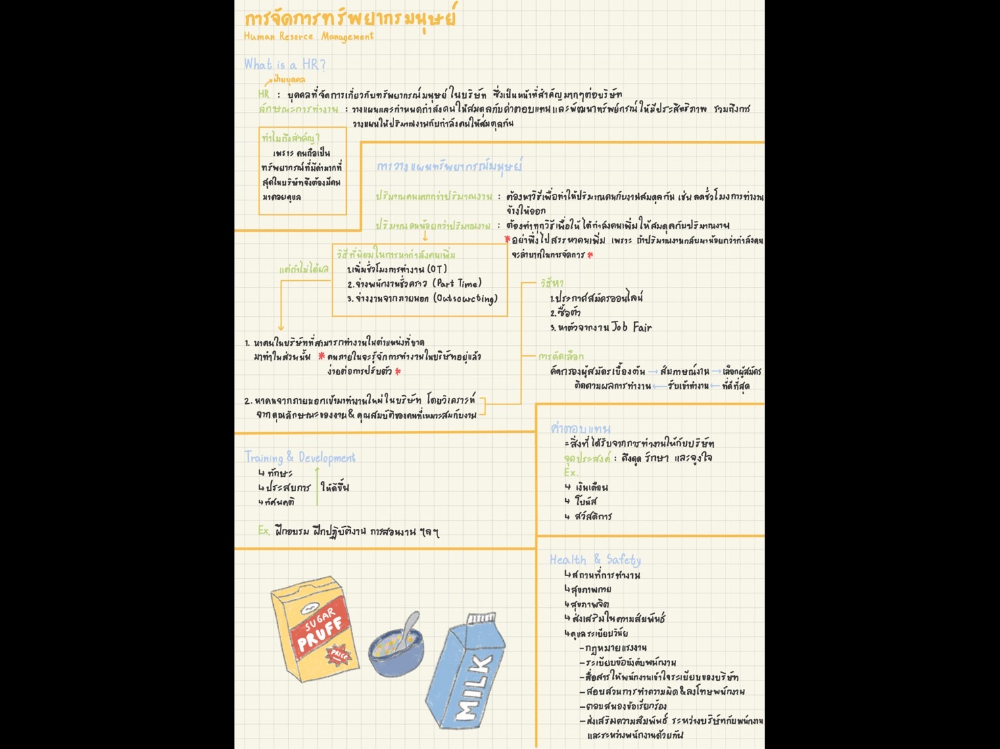 การจัดการทรัพยากรมนุษย์
Human Resorce Management
What is a HR?
ฝ่ายบุคคล
HR : บุคคลที่จัดการเกี่ยวกับทรัพยากรณ์มนุษย์ในบริษัท ซึ่งเป็นหน้าที่สำคัญมากๆต่อบริษัท
ลักษณะการทำงาน : วางแผนและกำหนดกำลังคนให้สมดุลกับค่าตอบแทนและพัฒนาทรัพย์กรณ์ให้มีประสิทธิภาพ รวมถึงการ
วางแผนให้ปริมาณงานกับกำลังคนให้สมดุลกัน
ทำไมถึงสำคัญ?
เพราะ คนถือเป็น
ทรัพยากรณ์ที่มีค่ามากที่
สุดในบริษัทจึงต้องมีคน
มาคอยดูแล
การวางแผนทรัพยากรณ์มนุษย์
ปริมาณคนมากกว่าปริมาณงาน : ต้องหาวิธีเพื่อทำให้ปริมาณคนกับงานสมดุลกัน เช่น ลดชั่วโมงการทำงาน
จ้างให้ออก
ปริมาณคนน้อยกว่าปริมาณงาน : ต้องทำทุกวิธีเพื่อให้ได้กำลังคนเพิ่มให้สมดุลกับปริมาณงาน
*อย่าพึ่งไปสรรหาคนเพิ่ม เพราะ ถ้าปริมาณงานกลับมาน้อยกว่ากำลังคน
จะลำบากในการจัดการ *
วิธีที่นิยมในการหากำลังคนเพิ่ม
1.เพิ่มชั่วโมงการทำงาน (OT)
2.จ้างพนักงานชั่วคราว (Part Time)
3. จ้างงานจากภายนอก (Outsourcting)
แต่ถ้าไม่ได้ผล
1. หาคนในบริษัทที่สามารถทำงานในตำแหน่งที่ขาด
มาทำในส่วนนั้น * คนภายในจะรู้จักการทำงานในบริษัทอยู่แล้ว
ง่ายต่อการปรับตัว *
2. หาคนจากภายนอกเข้ามาทำงานใหม่ในบริษัท โดยวิเคราะห์
จากคุณลักษณะของงาน & คุณสมบัติของคนที่เหมาะสมกับงาน
วิธีหา
1.ประกาศสมัครออนไลน์
2.ซื้อตัว
3. หาตัวจากงาน Job Fair
การคัดเลือก
คัดกรองผู้สมัครเบื้องต้น → สัมภาษณ์งาน → เลือกผู้สมัคร
ติดตามผลการทำงาน ← รับเข้าทำงาน ← ที่ดีที่สุด
Training & Development
↳ ทักษะ
↳ ประสบการ ให้ดีขึ้น
↳ ทัศนคติ
Ex. ฝึกอบรม ฝึกปฏิบัติงาน การสอนงาน ฯลฯ
ค่าตอบแทน
= สิ่งที่ได้รับจากการทำงานให้กับบริษัท
จุดประสงค์ : ดึงดูด รักษา และจูงใจ
Ex.
↳ เงินเดือน
↳ โบนัส
↳ สวัสดิการ
Health & Safety
↳ สถานที่การทำงาน
↳ สุขภาพกาย
↳ สุขภาพจิต
↳ ส่งเสริมในความสัมพันธ์
↳ ดูแลระเบียบวินัย
- กฎหมายแรงงาน
- ระเบียบข้อบังคับพนักงาน
- สื่อสารให้พนักงานเข้าใจระเบียบของบริษัท
- สอบสวนการทำความผิด & ลงโทษพนักงาน
- ตอบสนองข้อเรียกร้อง
- ส่งเสริมความสัมพันธ์ ระหว่างบริษัทกับพนักงาน
และระหว่างพนักงานด้วยกัน
SUGAR
PRUFF
PRICE
MILK